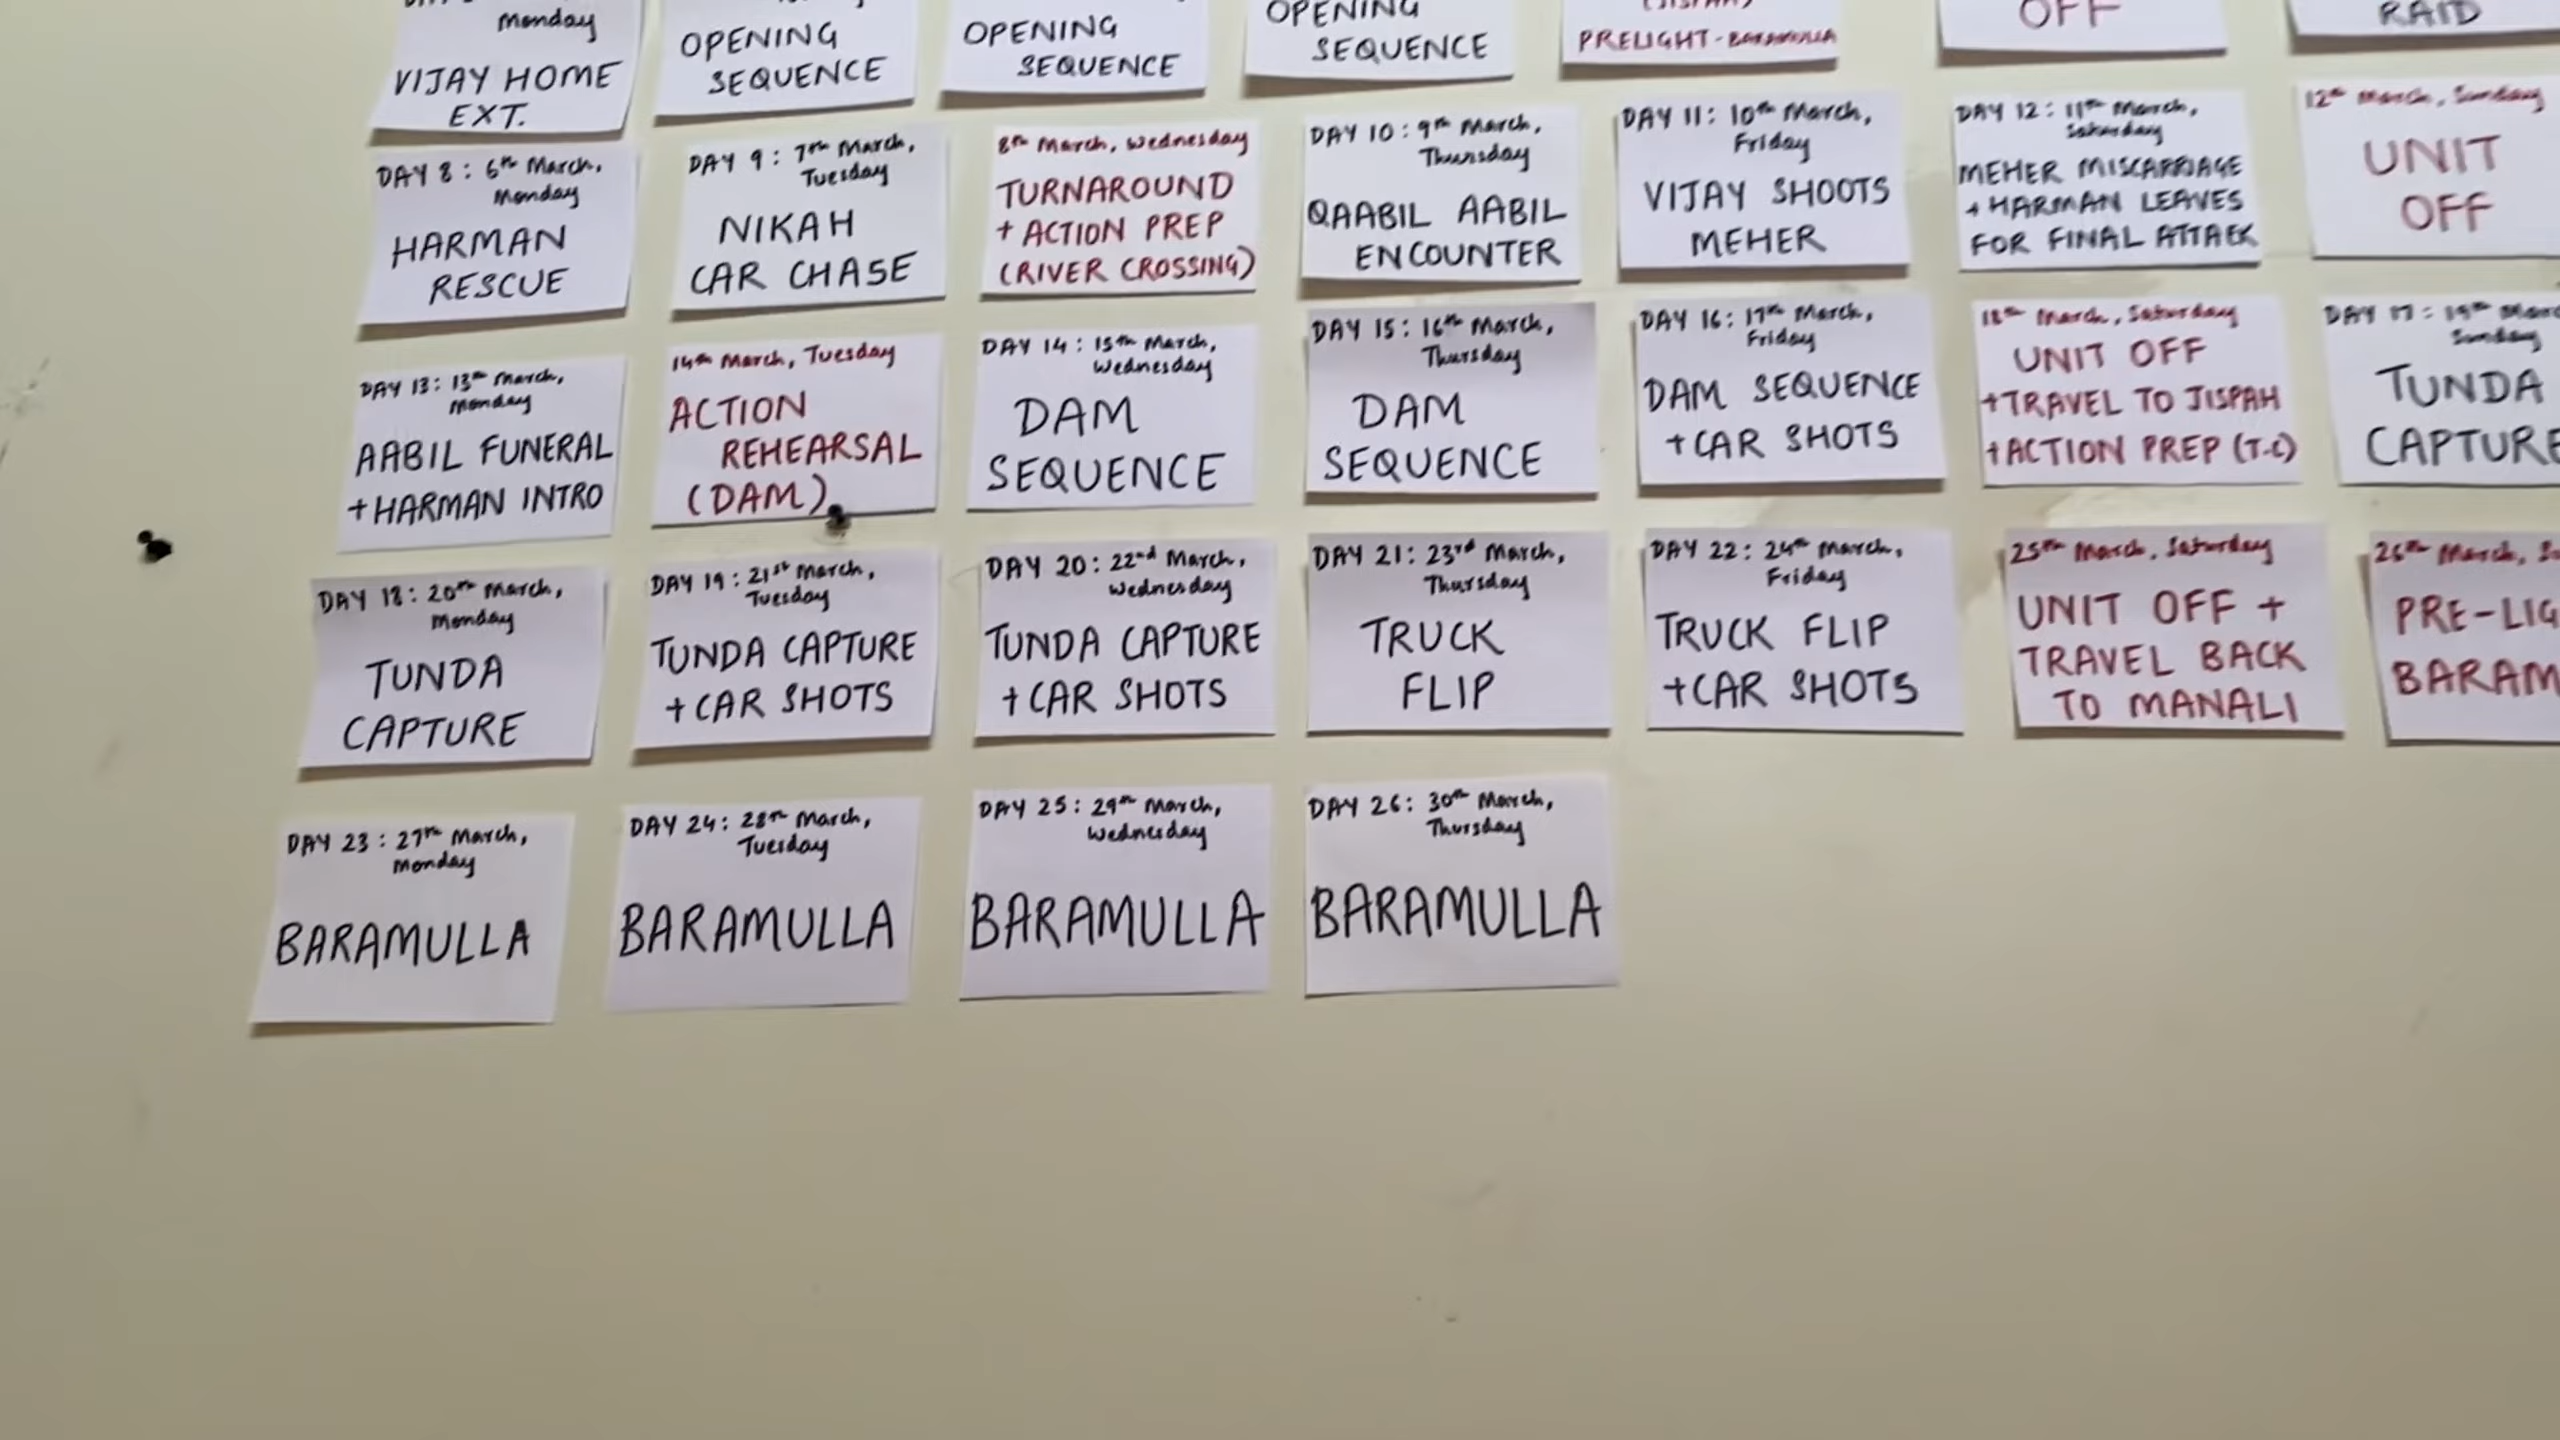 Monday
VIJAY HOME
EXT.
OPENING
SEQUENCE
OPENING
SEQUENCE
OPENING
SEQUENCE
PRELIGHT-BARAMULLA
OFF
RAID
DAY 8: 6th March,
Monday
HARMAN
RESCUE
DAY 9: 7th March,
Tuesday
NIKAH
CAR CHASE
8th March, Wednesday
TURNAROUND
+ ACTION PREP
(RIVER CROSSING)
DAY 10: 9th March,
Thursday
QAABIL AABIL
ENCOUNTER
DAY 11: 10th March,
Friday
VIJAY SHOOTS
MEHER
DAY 12: 11th March,
Saturday
MEHER MISCARRIAGE
+ HARMAN LEAVES
FOR FINAL ATTACK
12th March, Sunday
UNIT
OFF
DAY 13: 13th March,
Monday
AABIL FUNERAL
+ HARMAN INTRO
14th March, Tuesday
ACTION
REHEARSAL
(DAM)
DAY 14: 15th March,
Wednesday
DAM
SEQUENCE
DAY 15: 16th March,
Thursday
DAM
SEQUENCE
DAY 16: 17th March,
Friday
DAM SEQUENCE
+ CAR SHOTS
18th March, Saturday
UNIT OFF
+TRAVEL TO JISPAH
+ACTION PREP (T.C)
DAY 17: 19th
Sunday
TUNDA
CAPTURE
DAY 18: 20th March,
Monday
TUNDA
CAPTURE
DAY 19: 21st March,
Tuesday
TUNDA CAPTURE
+ CAR SHOTS
DAY 20: 22nd March,
Wednesday
TUNDA CAPTURE
+ CAR SHOTS
DAY 21: 23rd March,
Thursday
TRUCK
FLIP
DAY 22: 24th March,
Friday
TRUCK FLIP
+CAR SHOTS
25th March, Saturday
UNIT OFF +
TRAVEL BACK
TO MANALI
26th March,
PRE-LIG
BARAM
DAY 23: 27th March,
Monday
BARAMULLA
DAY 24: 28th March,
Tuesday
BARAMULLA
DAY 25: 29th March,
Wednesday
BARAMULLA
DAY 26: 30th March,
Thursday
BARAMULLA